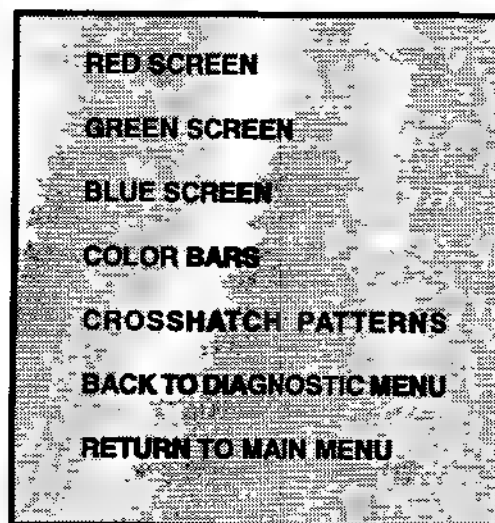 RED SCREEN
GREEN SCREEN
BLUE SCREEN
COLOR BARS
CROSSHATCH PATTERNS
BACK TO DIAGNOSTIC MENU
RETURN TO MAIN MENU